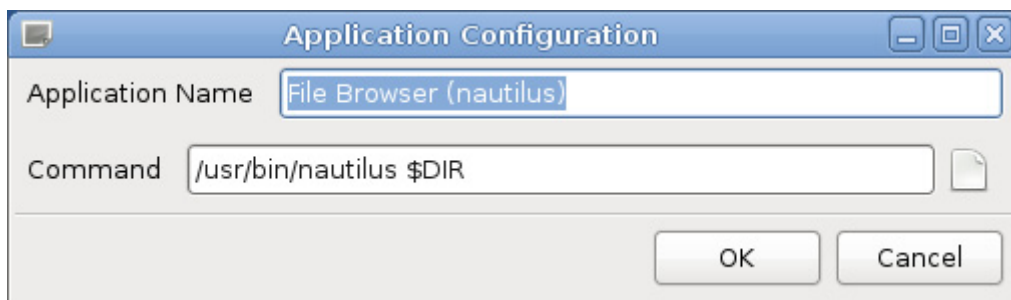 Application Configuration
Application Name File Browser (nautilus)
Command /usr/bin/nautilus $DIR
OK Cancel